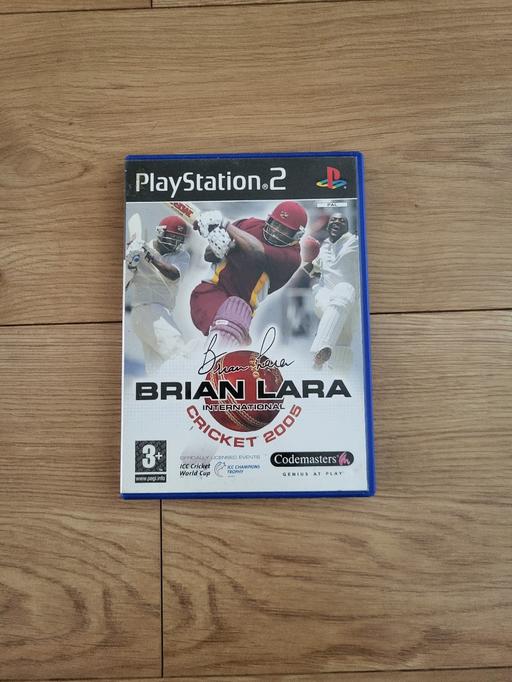 PlayStation®2
PAL
Brian Lara
BRIAN LARA
INTERNATIONAL
CRICKET 2005
OFFICIALLY LICENSED EVENTS
ICC Cricket
World Cup
ICC CHAMPIONS
TROPHY
3+
www.pegi.info
Codemasters
GENIUS AT PLAY